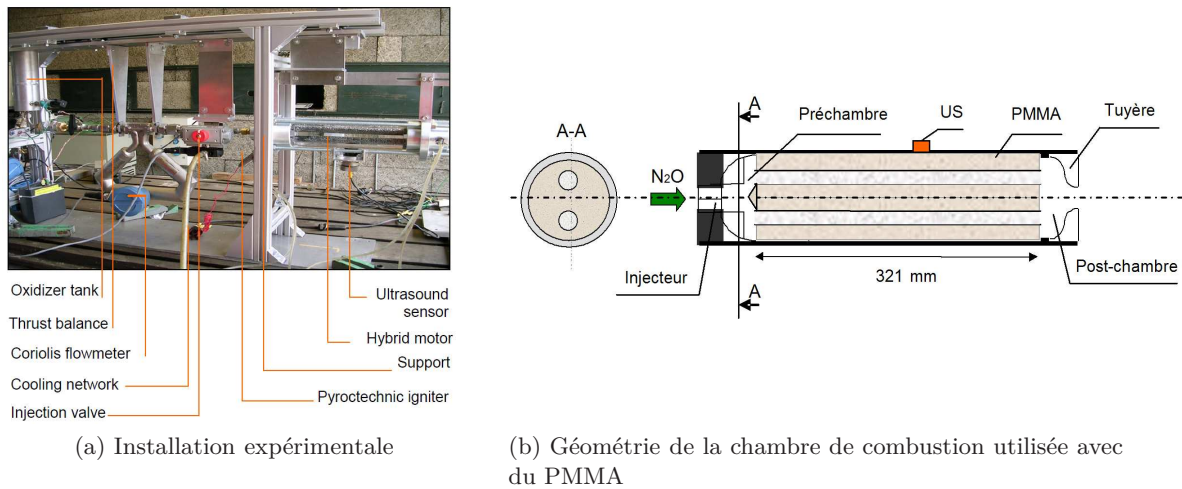 Oxidizer tank
Thrust balance
Coriolis flowmeter
Cooling network
Injection valve
Ultrasound
sensor
Hybrid motor
Support
Pyroctechnic igniter
(a) Installation expérimentale
A
A-A
Préchambre
US
PMMA
Tuyère
N2O
Injecteur
A
321 mm
Post-chambre
(b) Géométrie de la chambre de combustion utilisée avec
du PMMA